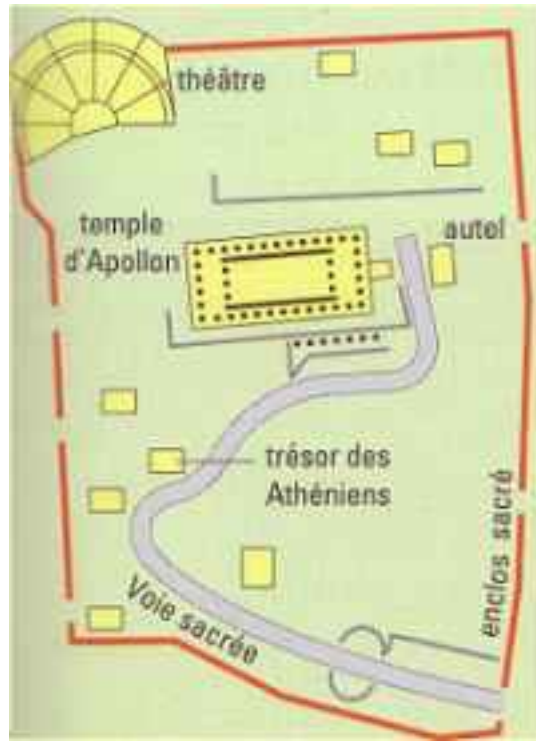 théâtre
temple
d'Apollon
autel
trésor des
Athéniens
enclos sacré
Voie sacrée